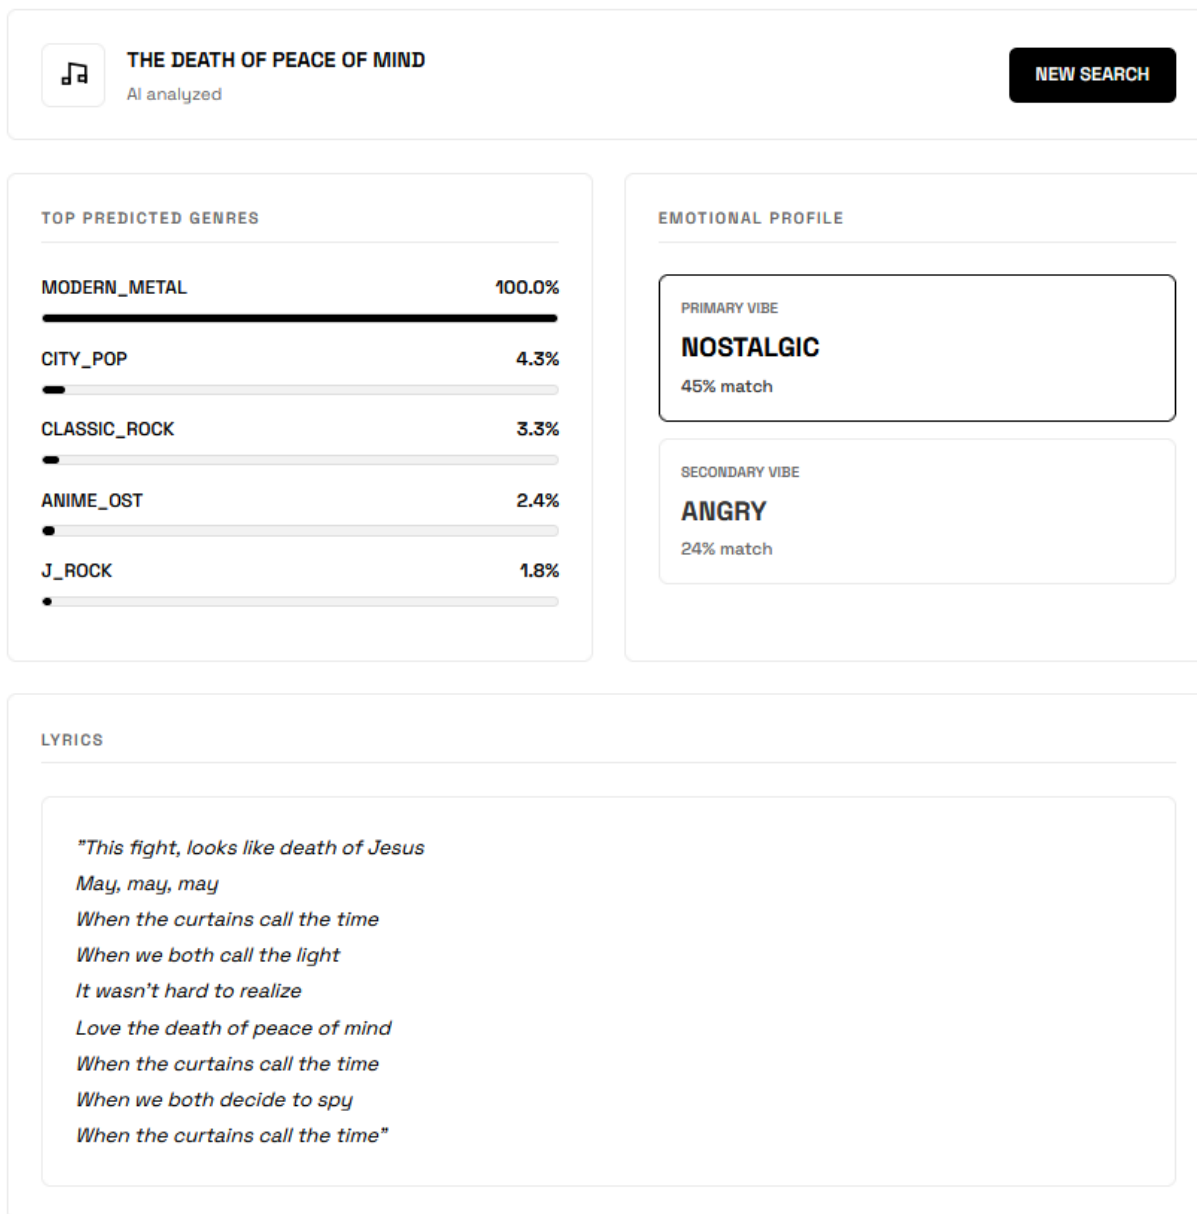 THE DEATH OF PEACE OF MIND
AI analyzed
NEW SEARCH
TOP PREDICTED GENRES
MODERN_METAL 100.0%
CITY_POP 4.3%
CLASSIC_ROCK 3.3%
ANIME_OST 2.4%
J_ROCK 1.8%
EMOTIONAL PROFILE
PRIMARY VIBE
NOSTALGIC
45% match
SECONDARY VIBE
ANGRY
24% match
LYRICS
"This fight, looks like death of Jesus
May, may, may
When the curtains call the time
When we both call the light
It wasn't hard to realize
Love the death of peace of mind
When the curtains call the time
When we both decide to spy
When the curtains call the time"